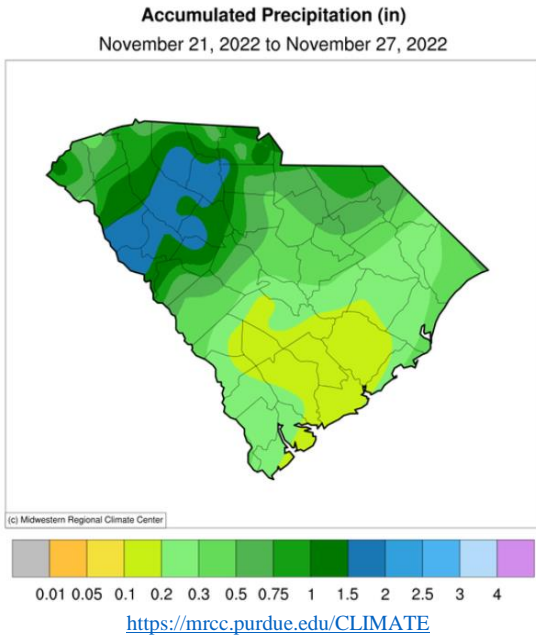 Accumulated Precipitation (in)
November 21, 2022 to November 27, 2022
(c) Midwestern Regional Climate Center
0.01 0.05 0.1 0.2 0.3 0.5 0.75 1 1.5 2 2.5 3 4
https://mrcc.purdue.edu/CLIMATE